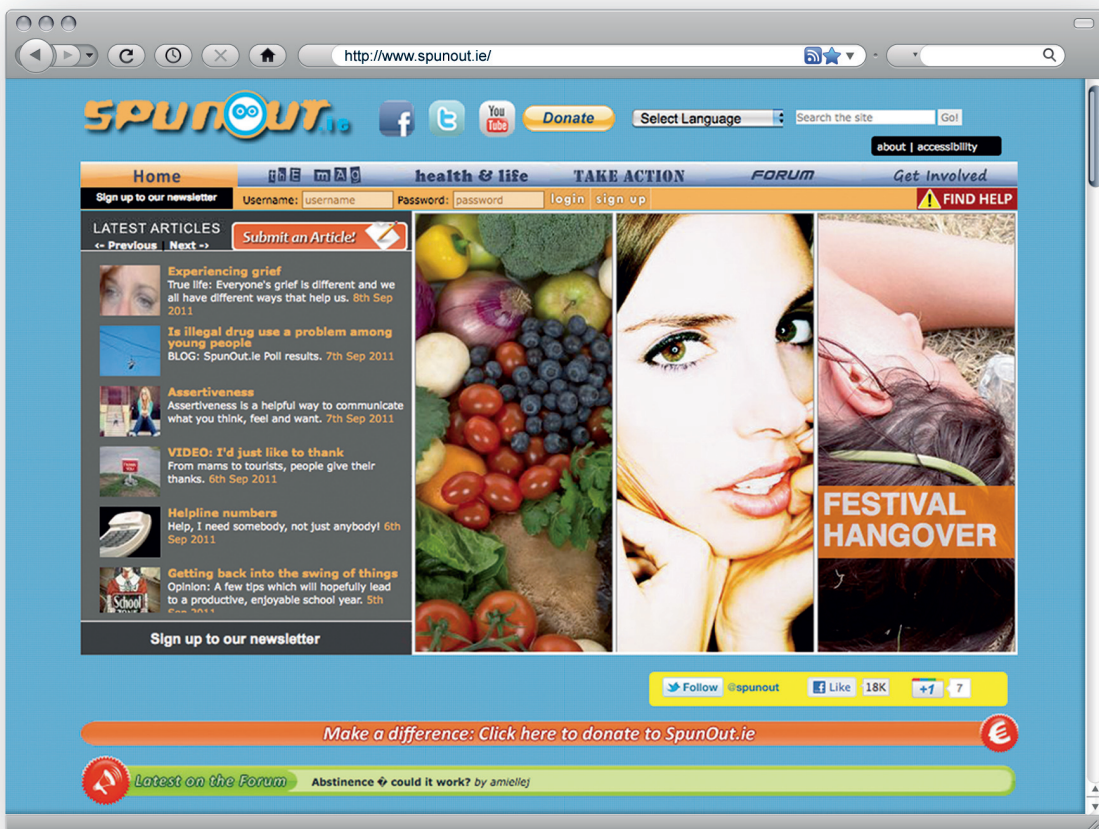 http://www.spunout.ie/
SPUNOUT.ie
f
t
You
Tube
Donate
Select Language
Search the site
Go!
about | accessibility
Home
thE mAg
health & life
TAKE ACTION
FORUM
Get Involved
Sign up to our newsletter
Username: username
Password: password
login
sign up
! FIND HELP
LATEST ARTICLES
<- Previous | Next ->
Submit an Article!
Experiencing grief
True life: Everyone's grief is different and we
all have different ways that help us. 8th Sep
2011
Is illegal drug use a problem among
young people
BLOG: SpunOut.ie Poll results. 7th Sep 2011
Assertiveness
Assertiveness is a helpful way to communicate
what you think, feel and want. 7th Sep 2011
VIDEO: I'd just like to thank
From mams to tourists, people give their
thanks. 6th Sep 2011
Helpline numbers
Help, I need somebody, not just anybody! 6th
Sep 2011
Getting back into the swing of things
Opinion: A few tips which will hopefully lead
to a productive, enjoyable school year. 5th
Sep 2011
School
Sign up to our newsletter
FESTIVAL
HANGOVER
Follow @spunout
f Like 18K
+1 7
Make a difference: Click here to donate to SpunOut.ie
€
Latest on the Forum
Abstinence � could it work? by amiellej